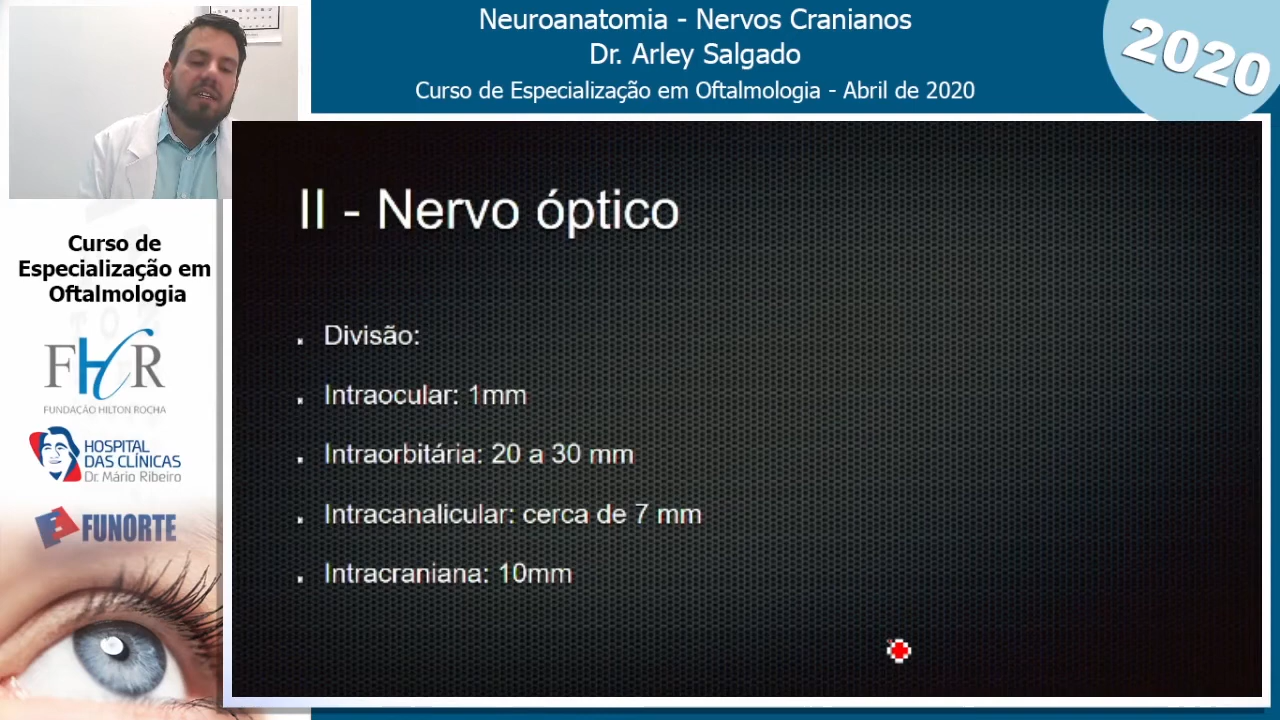 Neuroanatomia - Nervos Cranianos
Dr. Arley Salgado
Curso de Especialização em Oftalmologia - Abril de 2020
2020
II - Nervo óptico
. Divisão:
. Intraocular: 1mm
. Intraorbitária: 20 a 30 mm
. Intracanalicular: cerca de 7 mm
. Intracraniana: 10mm
Curso de
Especialização em
Oftalmologia
FHR
FUNDAÇÃO HILTON ROCHA
HOSPITAL
DAS CLÍNICAS
Dr. Mário Ribeiro
FUNORTE